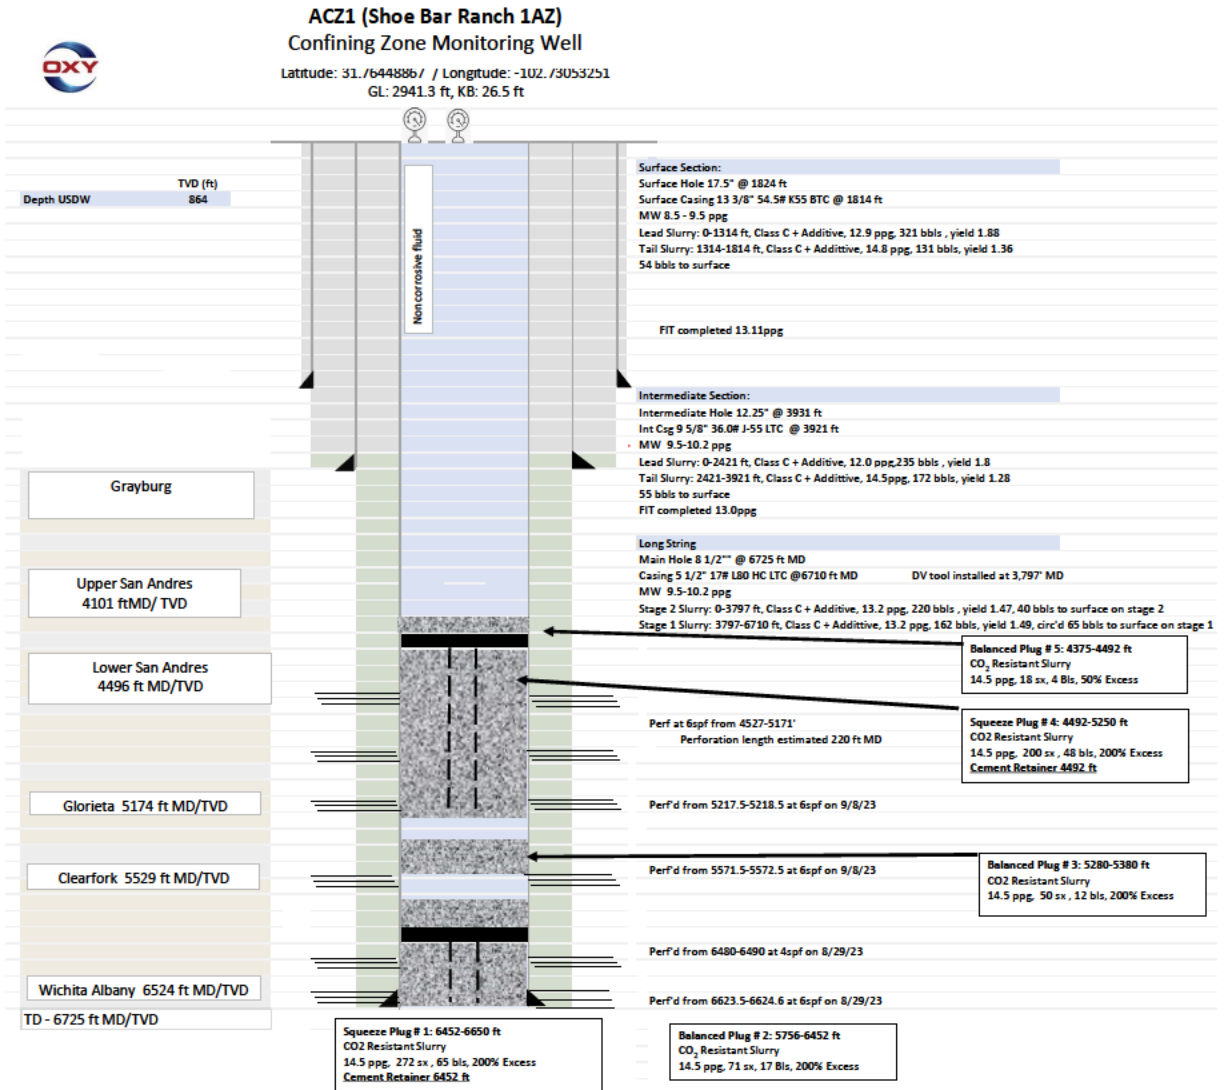 ACZ1 (Shoe Bar Ranch 1AZ)
Confining Zone Monitoring Well
Latitude: 31.76448867 / Longitude: -102.73053251
GL: 2941.3 ft, KB: 26.5 ft
OXY
TVD (ft)
Depth USDW 864
Noncorrosive fluid
Surface Section:
Surface Hole 17.5" @ 1824 ft
Surface Casing 13 3/8" 54.5# K55 BTC @ 1814 ft
MW 8.5 - 9.5 ppg
Lead Slurry: 0-1314 ft, Class C + Additive, 12.9 ppg, 321 bbls , yield 1.88
Tail Slurry: 1314-1814 ft, Class C + Addittive, 14.8 ppg, 131 bbls, yield 1.36
54 bbls to surface
FIT completed 13.11ppg
Intermediate Section:
Intermediate Hole 12.25" @ 3931 ft
Int Csg 9 5/8" 36.0# J-55 LTC @ 3921 ft
MW 9.5-10.2 ppg
Lead Slurry: 0-2421 ft, Class C + Additive, 12.0 ppg,235 bbls , yield 1.8
Tail Slurry: 2421-3921 ft, Class C + Addittive, 14.5ppg, 172 bbls, yield 1.28
55 bbls to surface
FIT completed 13.0ppg
Long String
Main Hole 8 1/2"" @ 6725 ft MD
Casing 5 1/2" 17# L80 HC LTC @6710 ft MD DV tool installed at 3,797' MD
MW 9.5-10.2 ppg
Stage 2 Slurry: 0-3797 ft, Class C + Additive, 13.2 ppg, 220 bbls , yield 1.47, 40 bbls to surface on stage 2
Stage 1 Slurry: 3797-6710 ft, Class C + Addittive, 13.2 ppg, 162 bbls, yield 1.49, circ'd 65 bbls to surface on stage 1
Grayburg
Upper San Andres
4101 ftMD/ TVD
Lower San Andres
4496 ft MD/TVD
Glorieta 5174 ft MD/TVD
Clearfork 5529 ft MD/TVD
Wichita Albany 6524 ft MD/TVD
TD - 6725 ft MD/TVD
Balanced Plug # 5: 4375-4492 ft
CO2 Resistant Slurry
14.5 ppg, 18 sx, 4 Bls, 50% Excess
Perf at 6spf from 4527-5171'
Perforation length estimated 220 ft MD
Squeeze Plug # 4: 4492-5250 ft
CO2 Resistant Slurry
14.5 ppg, 200 sx , 48 bls, 200% Excess
Cement Retainer 4492 ft
Perf'd from 5217.5-5218.5 at 6spf on 9/8/23
Perf'd from 5571.5-5572.5 at 6spf on 9/8/23
Balanced Plug # 3: 5280-5380 ft
CO2 Resistant Slurry
14.5 ppg, 50 sx , 12 bls, 200% Excess
Perf'd from 6480-6490 at 4spf on 8/29/23
Perf'd from 6623.5-6624.6 at 6spf on 8/29/23
Squeeze Plug # 1: 6452-6650 ft
CO2 Resistant Slurry
14.5 ppg, 272 sx , 65 bls, 200% Excess
Cement Retainer 6452 ft
Balanced Plug # 2: 5756-6452 ft
CO2 Resistant Slurry
14.5 ppg, 71 sx, 17 Bls, 200% Excess